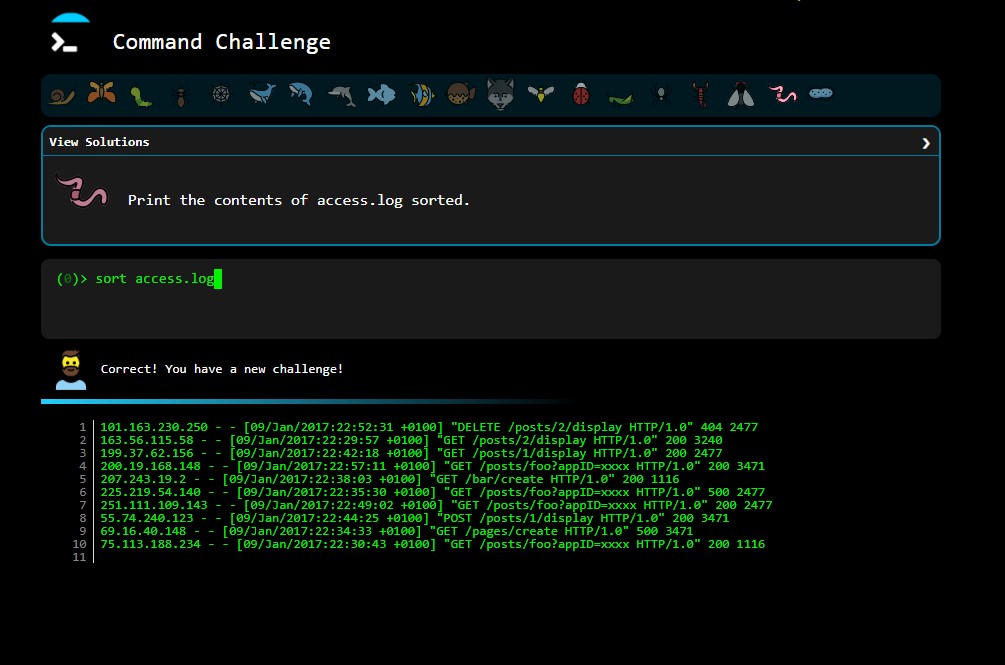 Command Challenge
View Solutions
Print the contents of access.log sorted.
(0)> sort access.log
Correct! You have a new challenge!
1 101.163.230.250 - - [09/Jan/2017:22:52:31 +0100] "DELETE /posts/2/display HTTP/1.0" 404 2477
2 163.56.115.58 - - [09/Jan/2017:22:29:57 +0100] "GET /posts/2/display HTTP/1.0" 200 3240
3 199.37.62.156 - - [09/Jan/2017:22:42:18 +0100] "GET /posts/1/display HTTP/1.0" 200 2477
4 200.19.168.148 - - [09/Jan/2017:22:57:11 +0100] "GET /posts/foo?appID=xxxx HTTP/1.0" 200 3471
5 207.243.19.2 - - [09/Jan/2017:22:38:03 +0100] "GET /bar/create HTTP/1.0" 200 1116
6 225.219.54.140 - - [09/Jan/2017:22:35:30 +0100] "GET /posts/foo?appID=xxxx HTTP/1.0" 500 2477
7 251.111.109.143 - - [09/Jan/2017:22:49:02 +0100] "GET /posts/foo?appID=xxxx HTTP/1.0" 200 2477
8 55.74.240.123 - - [09/Jan/2017:22:44:25 +0100] "POST /posts/1/display HTTP/1.0" 200 3471
9 69.16.40.148 - - [09/Jan/2017:22:34:33 +0100] "GET /pages/create HTTP/1.0" 500 3471
10 75.113.188.234 - - [09/Jan/2017:22:30:43 +0100] "GET /posts/foo?appID=xxxx HTTP/1.0" 200 1116
11